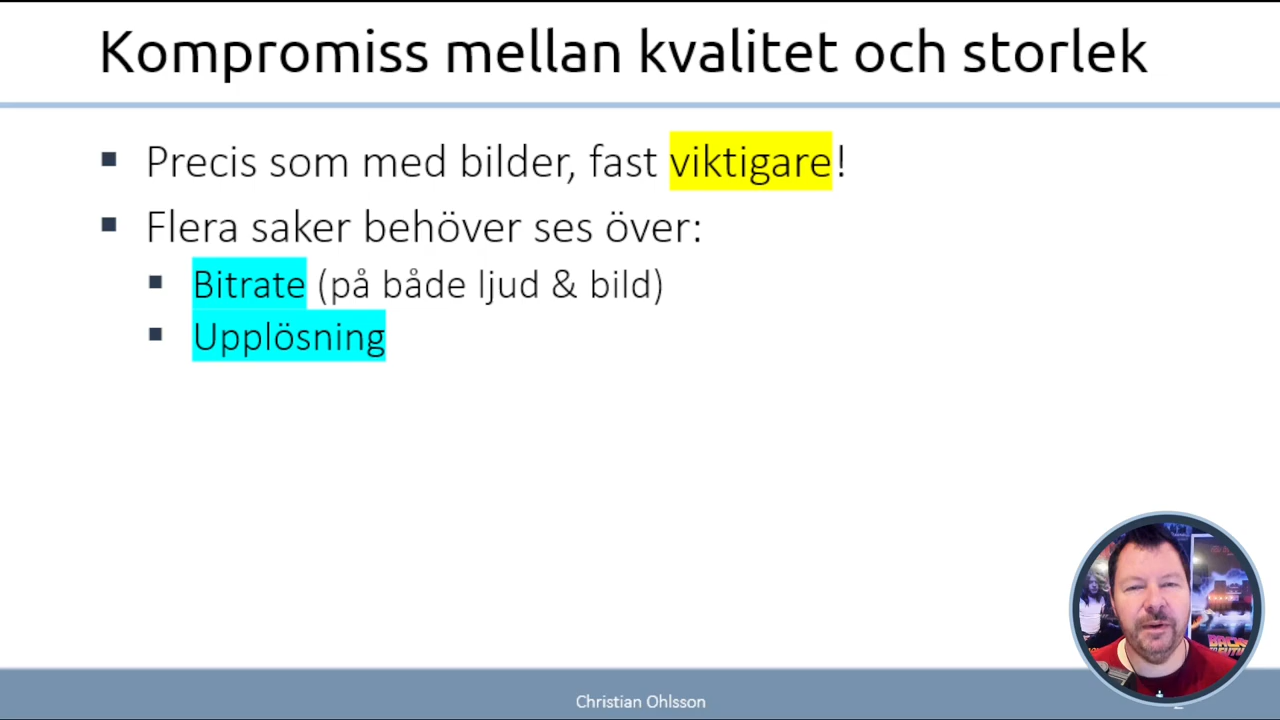 Kompromiss mellan kvalitet och storlek
Precis som med bilder, fast viktigare!
Flera saker behöver ses över:
Bitrate (på både ljud & bild)
Upplösning
Christian Ohlsson